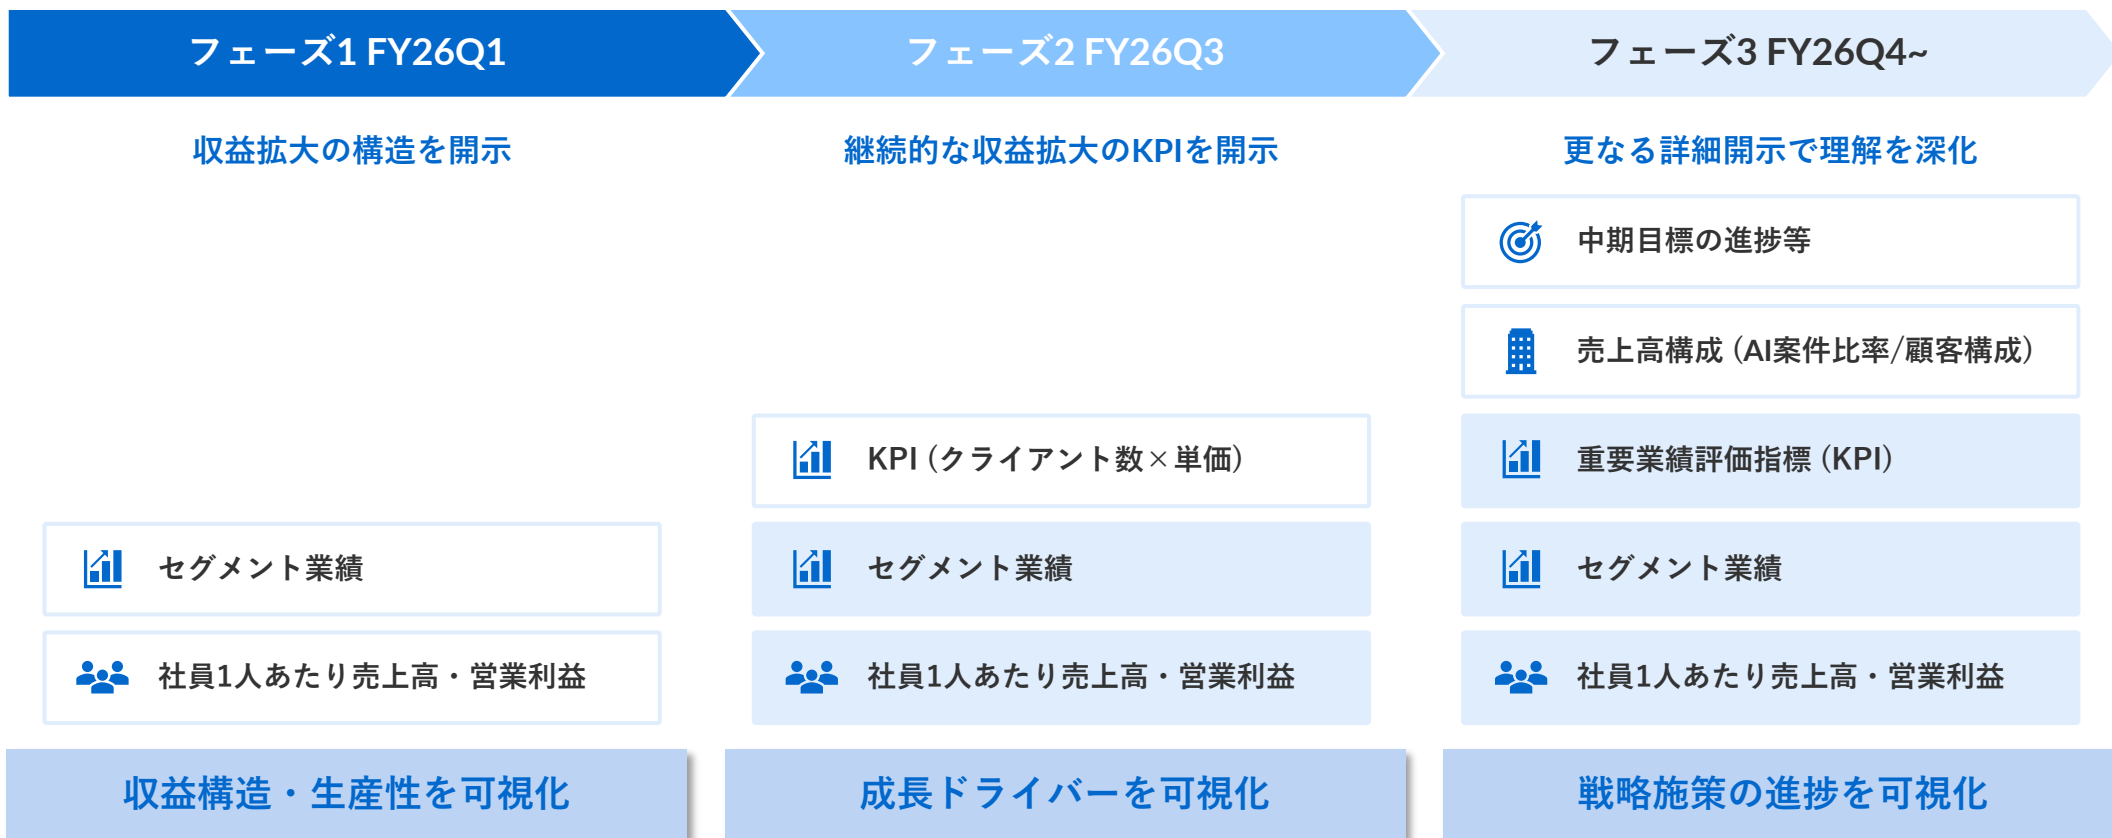 フェーズ1 FY26Q1
フェーズ2 FY26Q3
フェーズ3 FY26Q4~
収益拡大の構造を開示
継続的な収益拡大のKPIを開示
更なる詳細開示で理解を深化
中期目標の進捗等
売上高構成 (AI案件比率/顧客構成)
KPI (クライアント数×単価)
重要業績評価指標 (KPI)
セグメント業績
セグメント業績
セグメント業績
社員1人あたり売上高・営業利益
社員1人あたり売上高・営業利益
社員1人あたり売上高・営業利益
収益構造・生産性を可視化
成長ドライバーを可視化
戦略施策の進捗を可視化